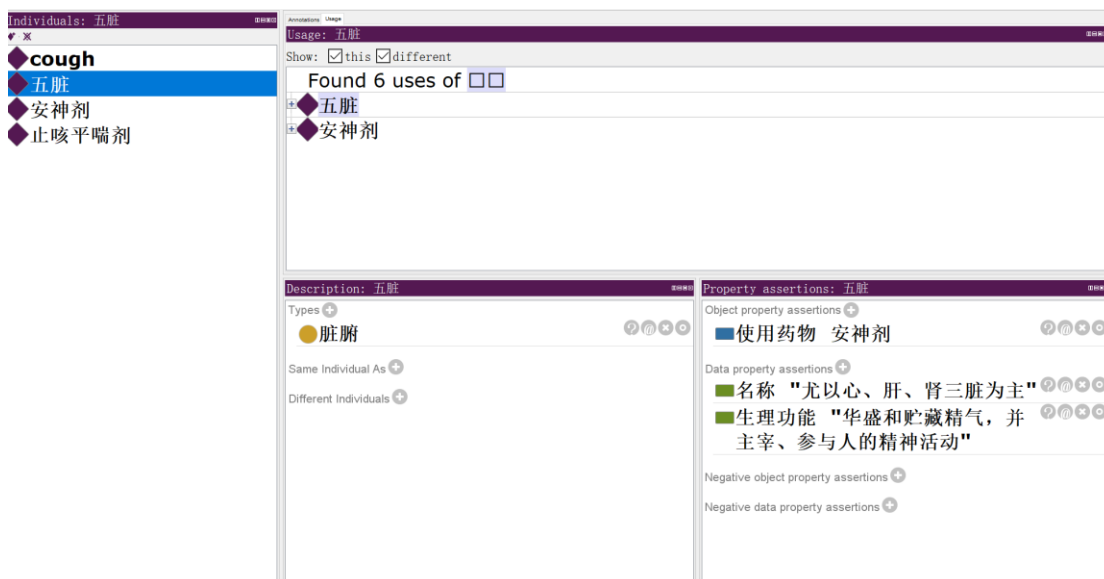 Individuals: 五脏
cough
五脏
安神剂
止咳平喘剂
Annotations Usage
Usage: 五脏
Show: this different
Found 6 uses of □□
五脏
安神剂
Description: 五脏
Types
脏腑
Same Individual As
Different Individuals
Property assertions: 五脏
Object property assertions
使用药物 安神剂
Data property assertions
名称 "尤以心、肝、肾三脏为主"
生理功能 "华盛和贮藏精气，并
主宰、参与人的精神活动"
Negative object property assertions
Negative data property assertions